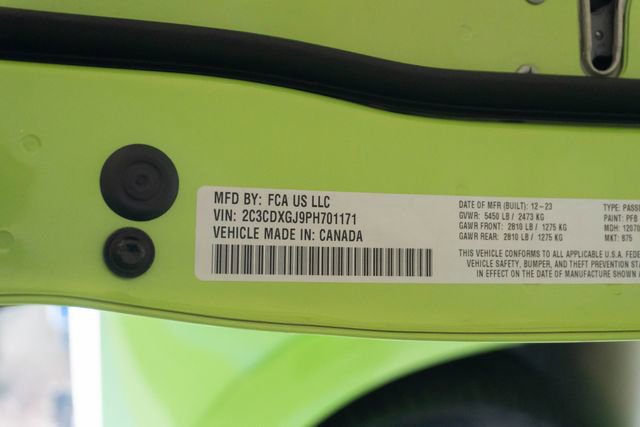 MFD BY: FCA US LLC
VIN: 2C3CDXGJ9PH701171
VEHICLE MADE IN: CANADA
DATE OF MFR (BUILT): 12-23
GVWR: 5450 LB / 2473 KG
GAWR FRONT: 2810 LB / 1275 KG
GAWR REAR: 2810 LB / 1275 KG
TYPE: PASSE
PAINT: PFB
MDH: 12070
MKT: 875
THIS VEHICLE CONFORMS TO ALL APPLICABLE U.S.A. FEDE
VEHICLE SAFETY, BUMPER, AND THEFT PREVENTION STA
IN EFFECT ON THE DATE OF MANUFACTURE SHOWN A